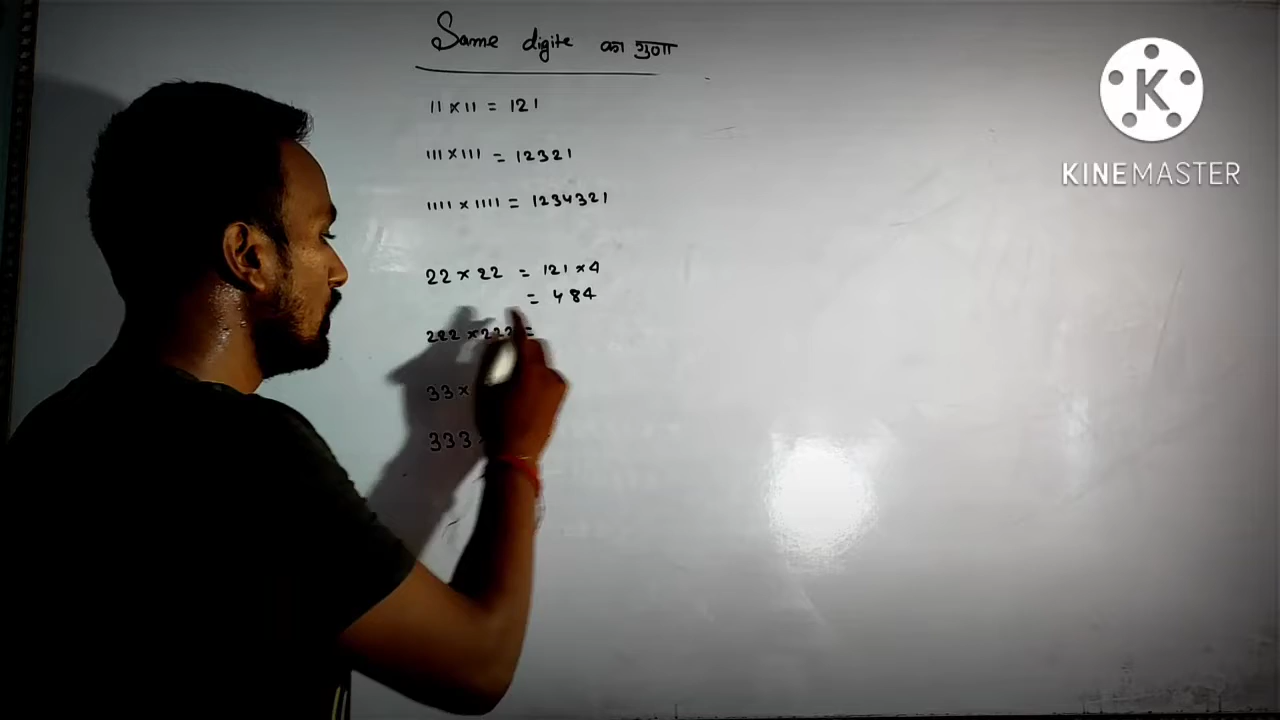 Same digite का गुणा
11 × 11 = 121
111 × 111 = 12321
1111 × 1111 = 1234321
22 × 22 = 121 × 4
= 484
222 × 222 =
33 ×
333
K
KINEMASTER